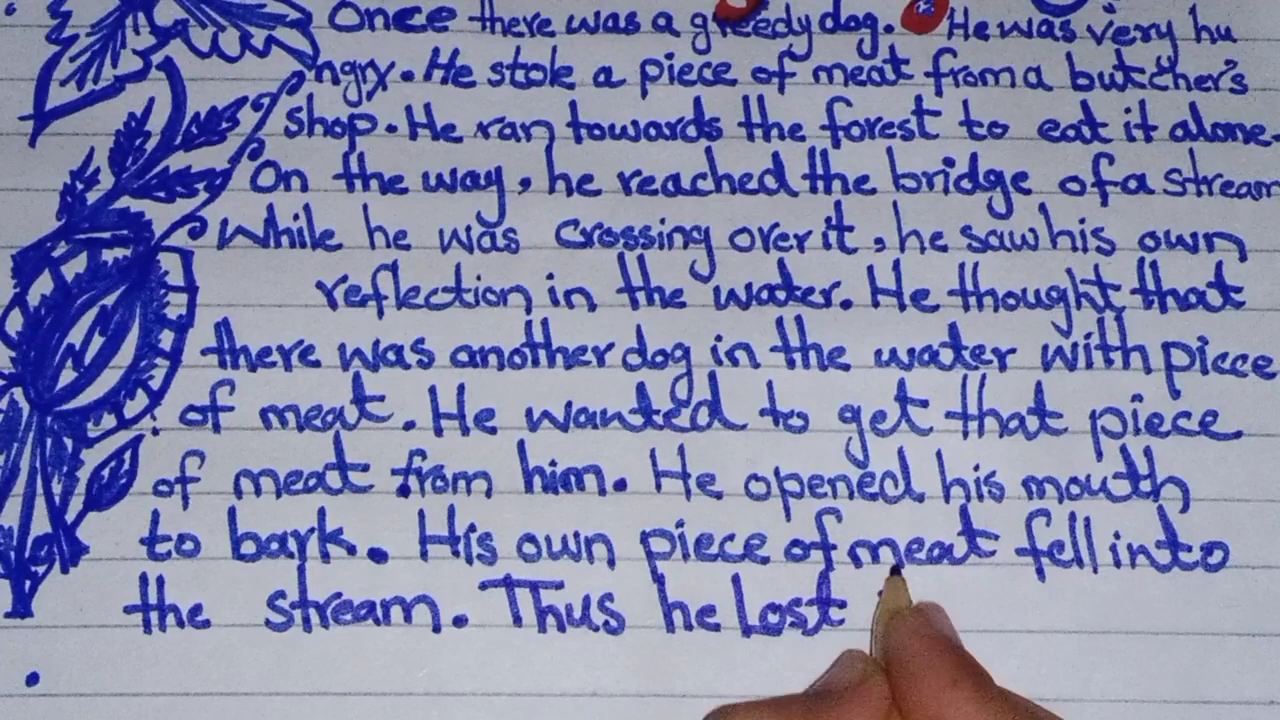 Once there was a greedy dog. He was very hu
ngry. He stole a piece of meat from a butcher's
shop. He ran towards the forest to eat it alone.
On the way, he reached the bridge of a stream
While he was crossing over it, he saw his own
reflection in the water. He thought that
there was another dog in the water with piece
of meat. He wanted to get that piece
of meat from him. He opened his mouth
to bark. His own piece of meat fell into
the stream. Thus he lost